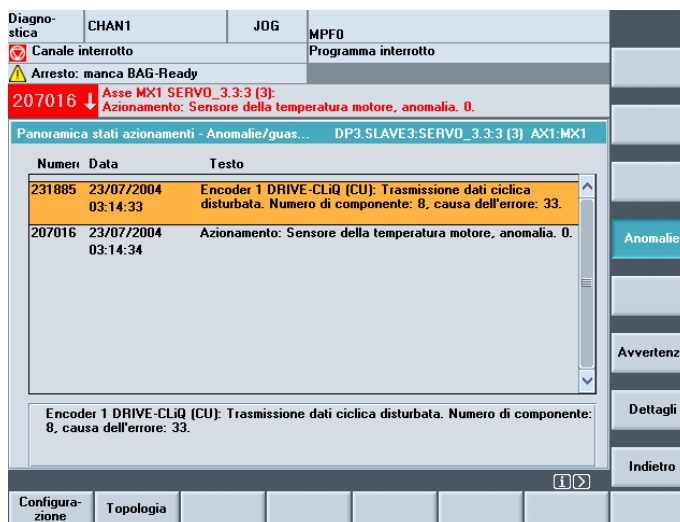 Diagno-
stica
CHAN1
JOG
MPF0
Canale interrotto
Programma interrotto
Arresto: manca BAG-Ready
207016
Asse MX1 SERVO_3.3:3 (3):
Azionamento: Sensore della temperatura motore, anomalia. 0.
Panoramica stati azionamenti - Anomalie/guas... DP3.SLAVE3:SERVO_3.3:3 (3) AX1:MX1
Numero Data Testo
231885 23/07/2004 Encoder 1 DRIVE-CLiQ (CU): Trasmissione dati ciclica
03:14:33 disturbata. Numero di componente: 8, causa dell'errore: 33.
207016 23/07/2004 Azionamento: Sensore della temperatura motore, anomalia. 0.
03:14:34
Encoder 1 DRIVE-CLiQ (CU): Trasmissione dati ciclica disturbata. Numero di componente:
8, causa dell'errore: 33.
Anomalie
Avvertenz
Dettagli
Indietro
Configura-
zione
Topologia